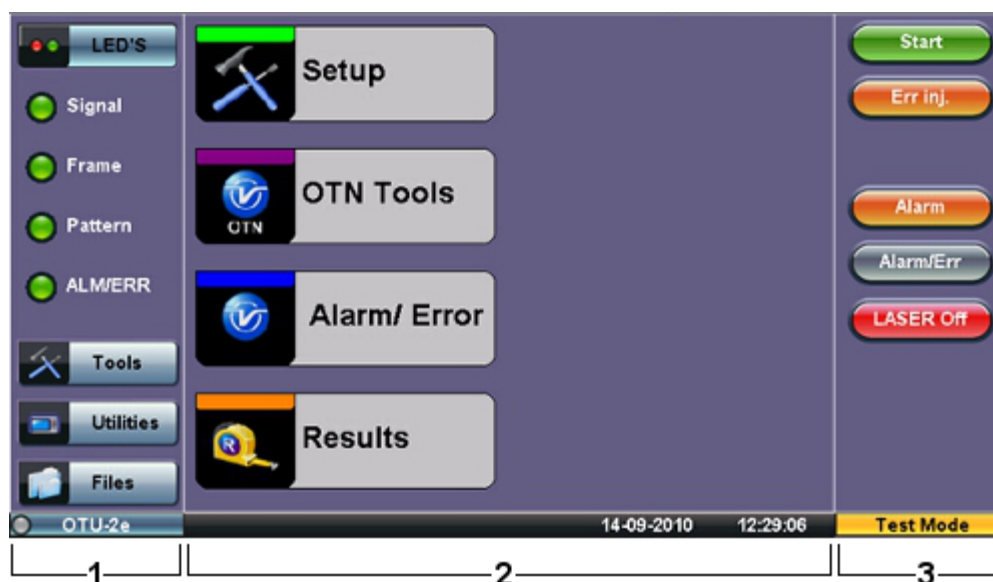 LED'S
Signal
Frame
Pattern
ALM/ERR
Tools
Utilities
Files
OTU-2e
Setup
OTN
OTN Tools
Alarm/ Error
R
Results
14-09-2010 12:29:06
Start
Err inj.
Alarm
Alarm/Err
LASER Off
Test Mode
1
2
3